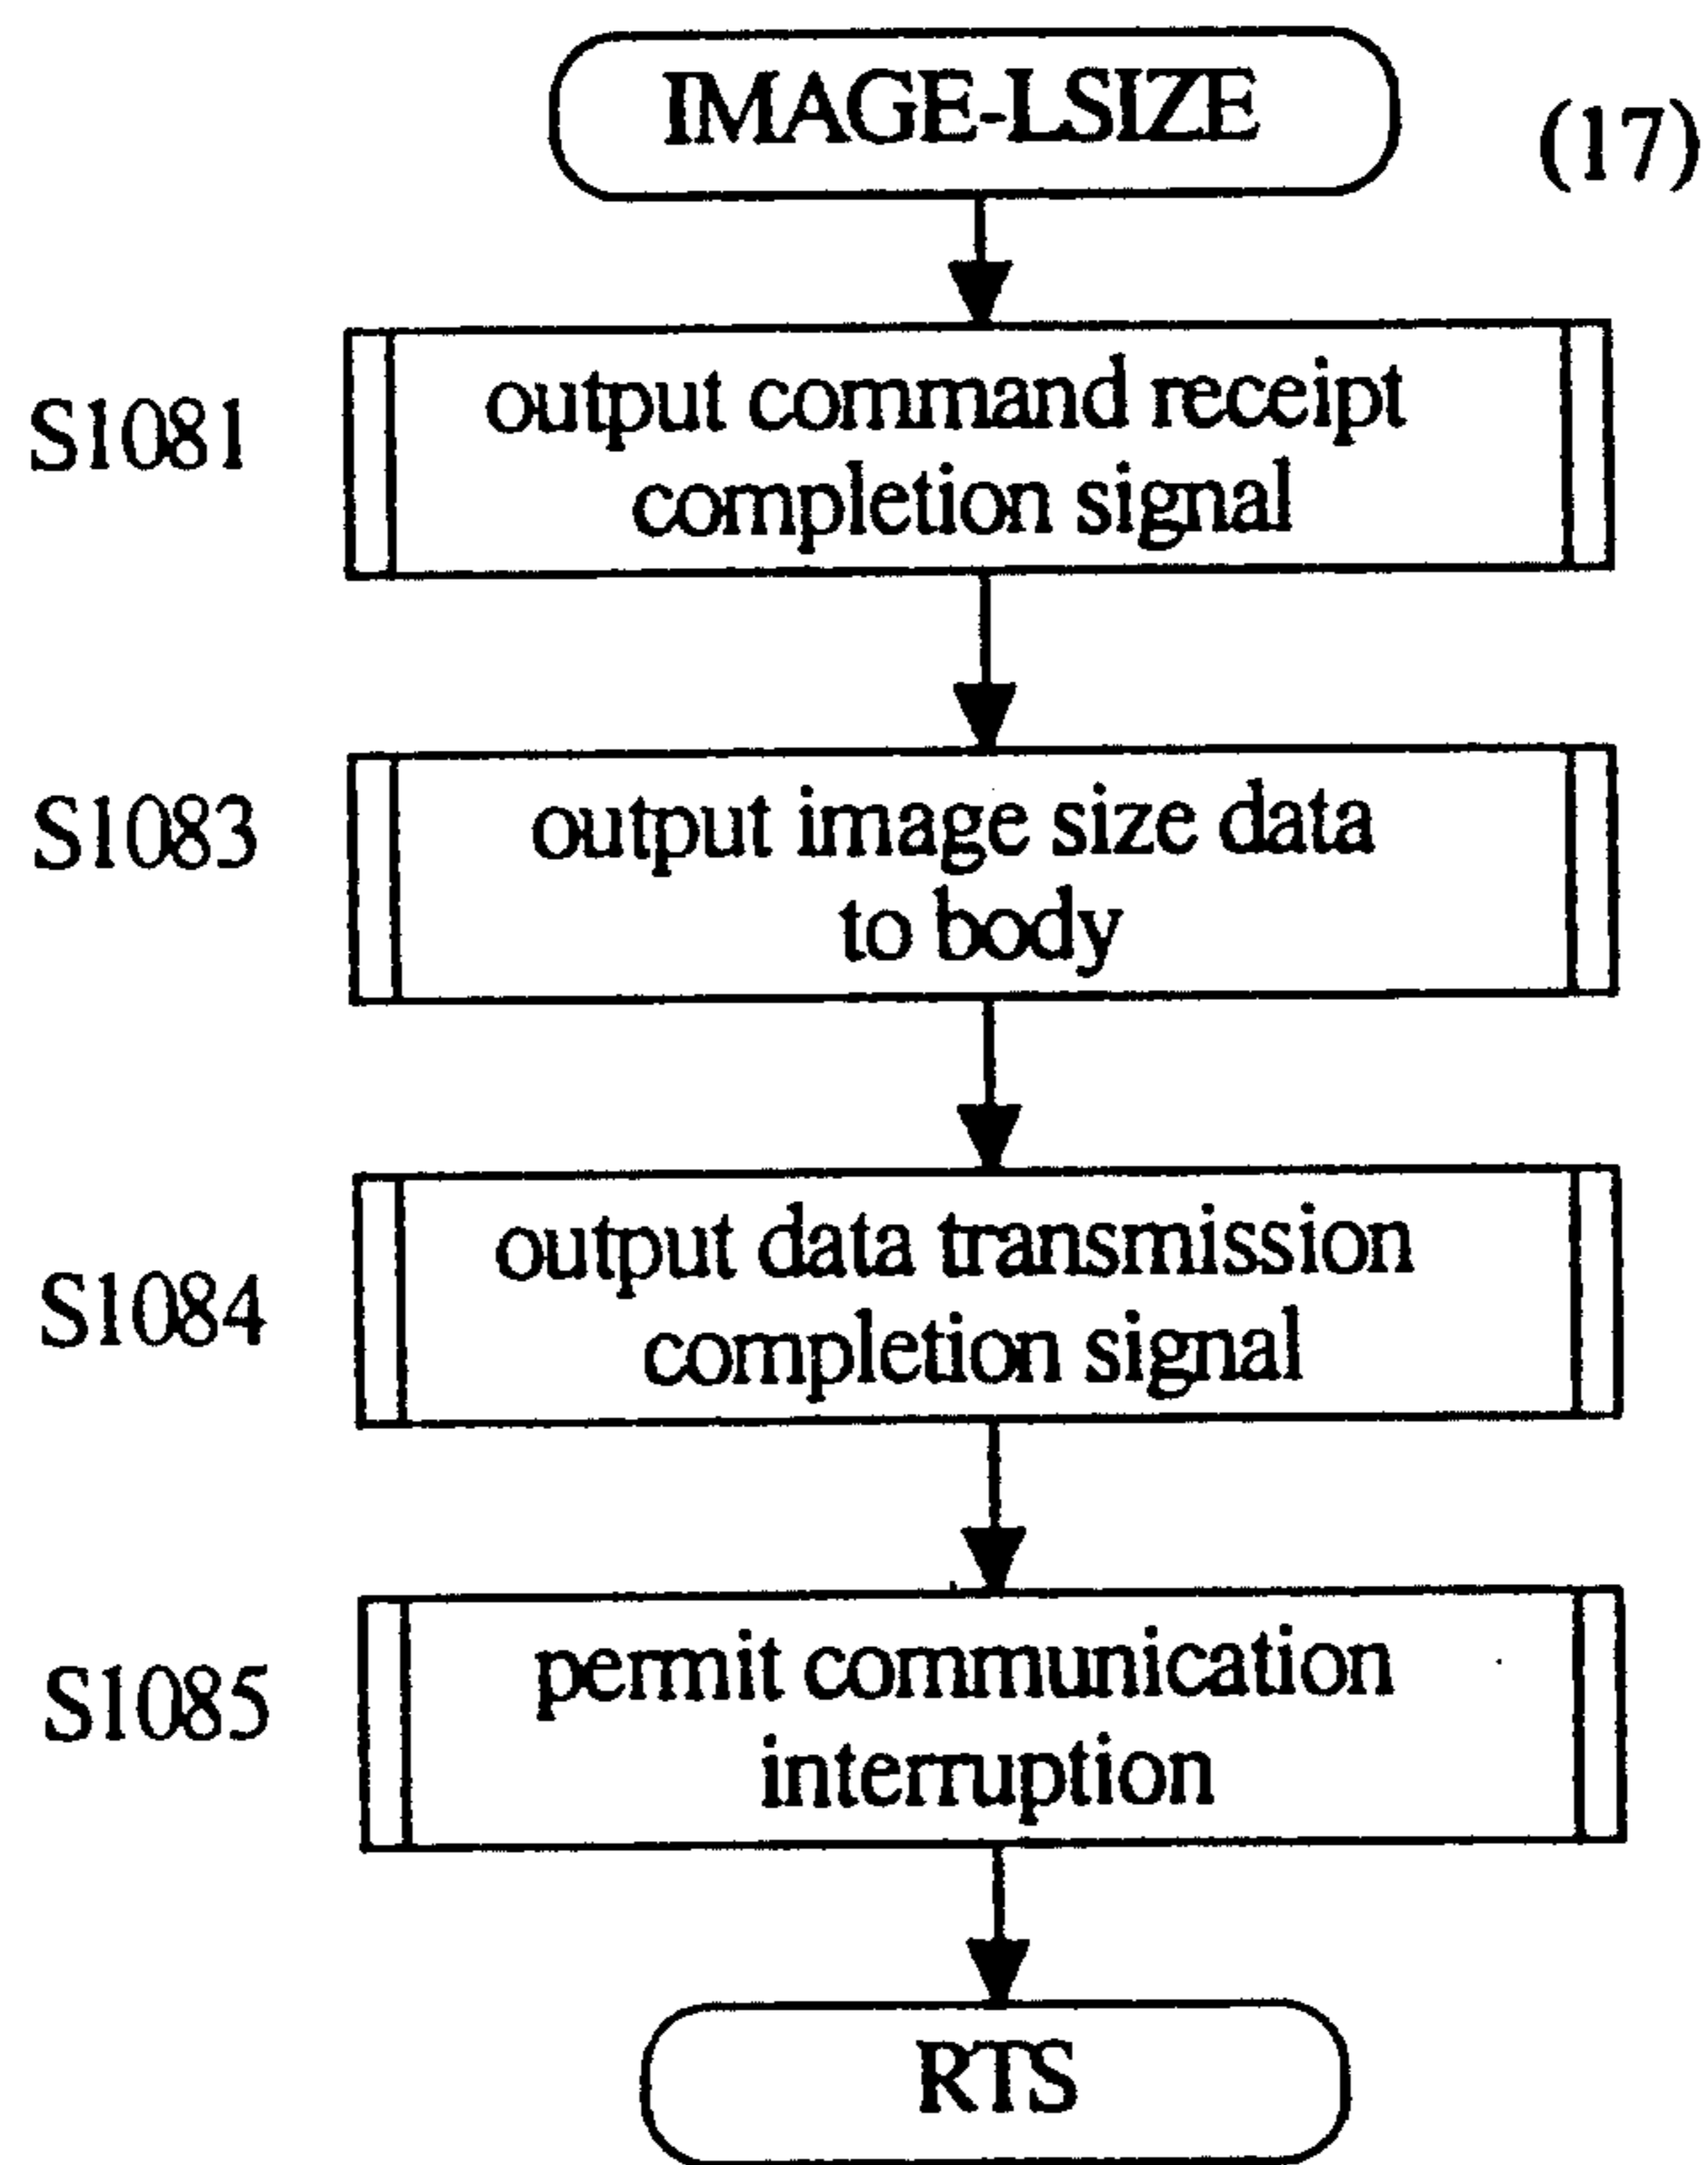 IMAGE-LSIZE
(17)
S1081
output command receipt
completion signal
S1083
output image size data
to body
S1084
output data transmission
completion signal
S1085
permit communication
interruption
RTS